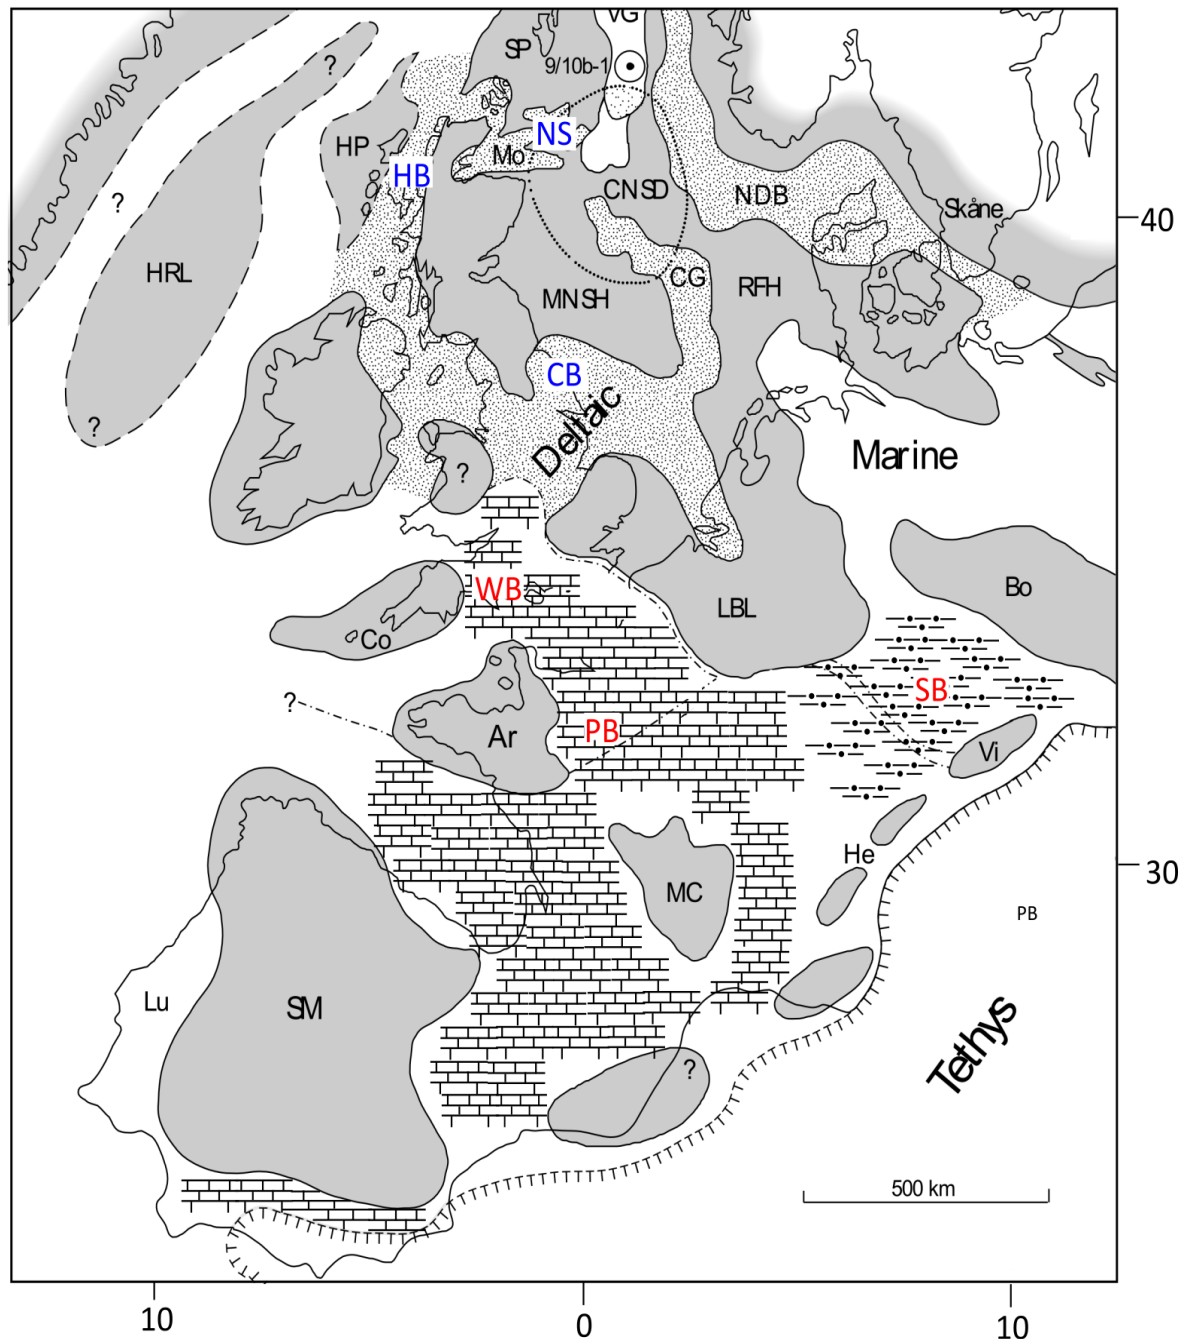 VG
SP
9/10b-1
?
NS
HP
Mo
HB
CNSD
NDB
Skåne
?
40
HRL
CG
RFH
MNSH
CB
Deltaic
?
Marine
?
WB
Bo
LBL
Co
SB
?
Ar
PB
Vi
He
30
MC
PB
Lu
SM
Tethys
?
500 km
10
0
10